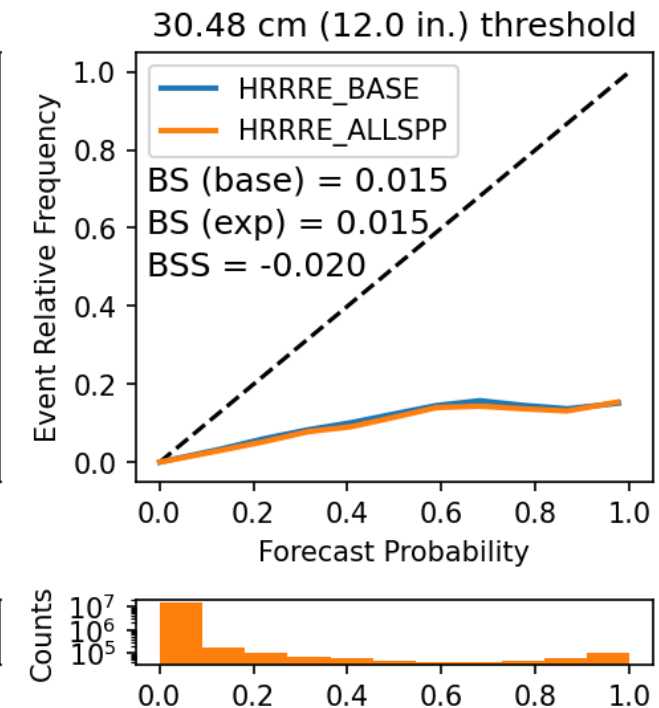 30.48 cm (12.0 in.) threshold
HRRRE_BASE
HRRRE_ALLSPP
BS (base) = 0.015
BS (exp) = 0.015
BSS = -0.020
Event Relative Frequency
1.0
0.8
0.6
0.4
0.2
0.0
0.0 0.2 0.4 0.6 0.8 1.0
Forecast Probability
Counts
10⁷
10⁶
10⁵
0.0 0.2 0.4 0.6 0.8 1.0